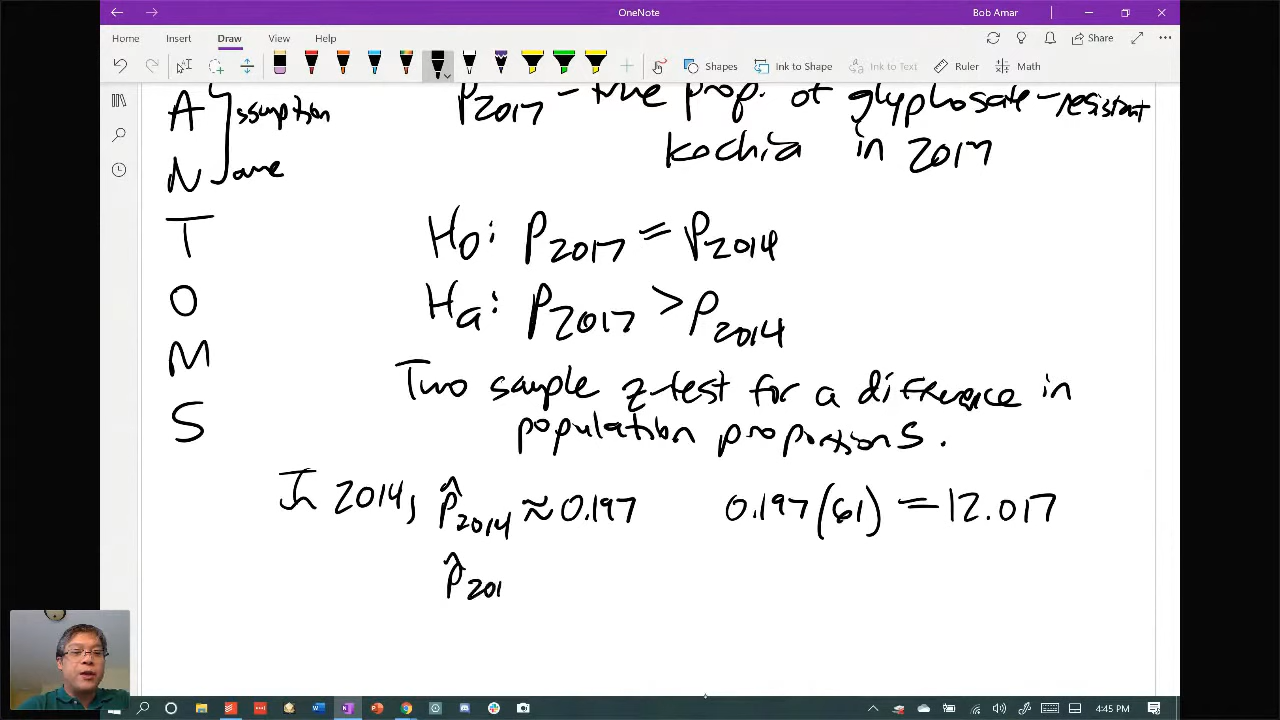 OneNote
Bob Amar
Home Insert Draw View Help
Share
Shapes Ink to Shape Ink to Text Ruler Math
P2017 - the prop. of glyphosate-resistant
kochia in 2017
A ssumption
N ame
T
O
M
S
Ho: P2017 = P2014
Ha: P2017 > P2014
Two sample z-test for a difference in
population proportions.
In 2014, p̂2014 ≈ 0.197 0.197(61) = 12.017
p̂201
4:45 PM